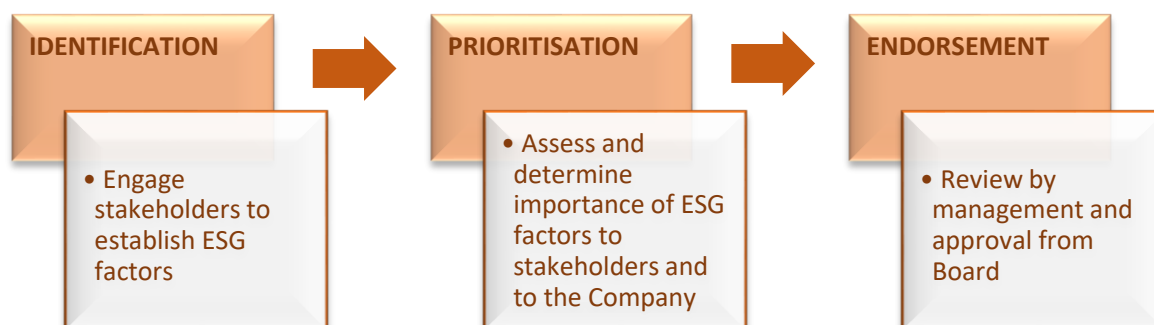 IDENTIFICATION
• Engage
stakeholders to
establish ESG
factors
PRIORITISATION
• Assess and
determine
importance of ESG
factors to
stakeholders and
to the Company
ENDORSEMENT
• Review by
management and
approval from
Board